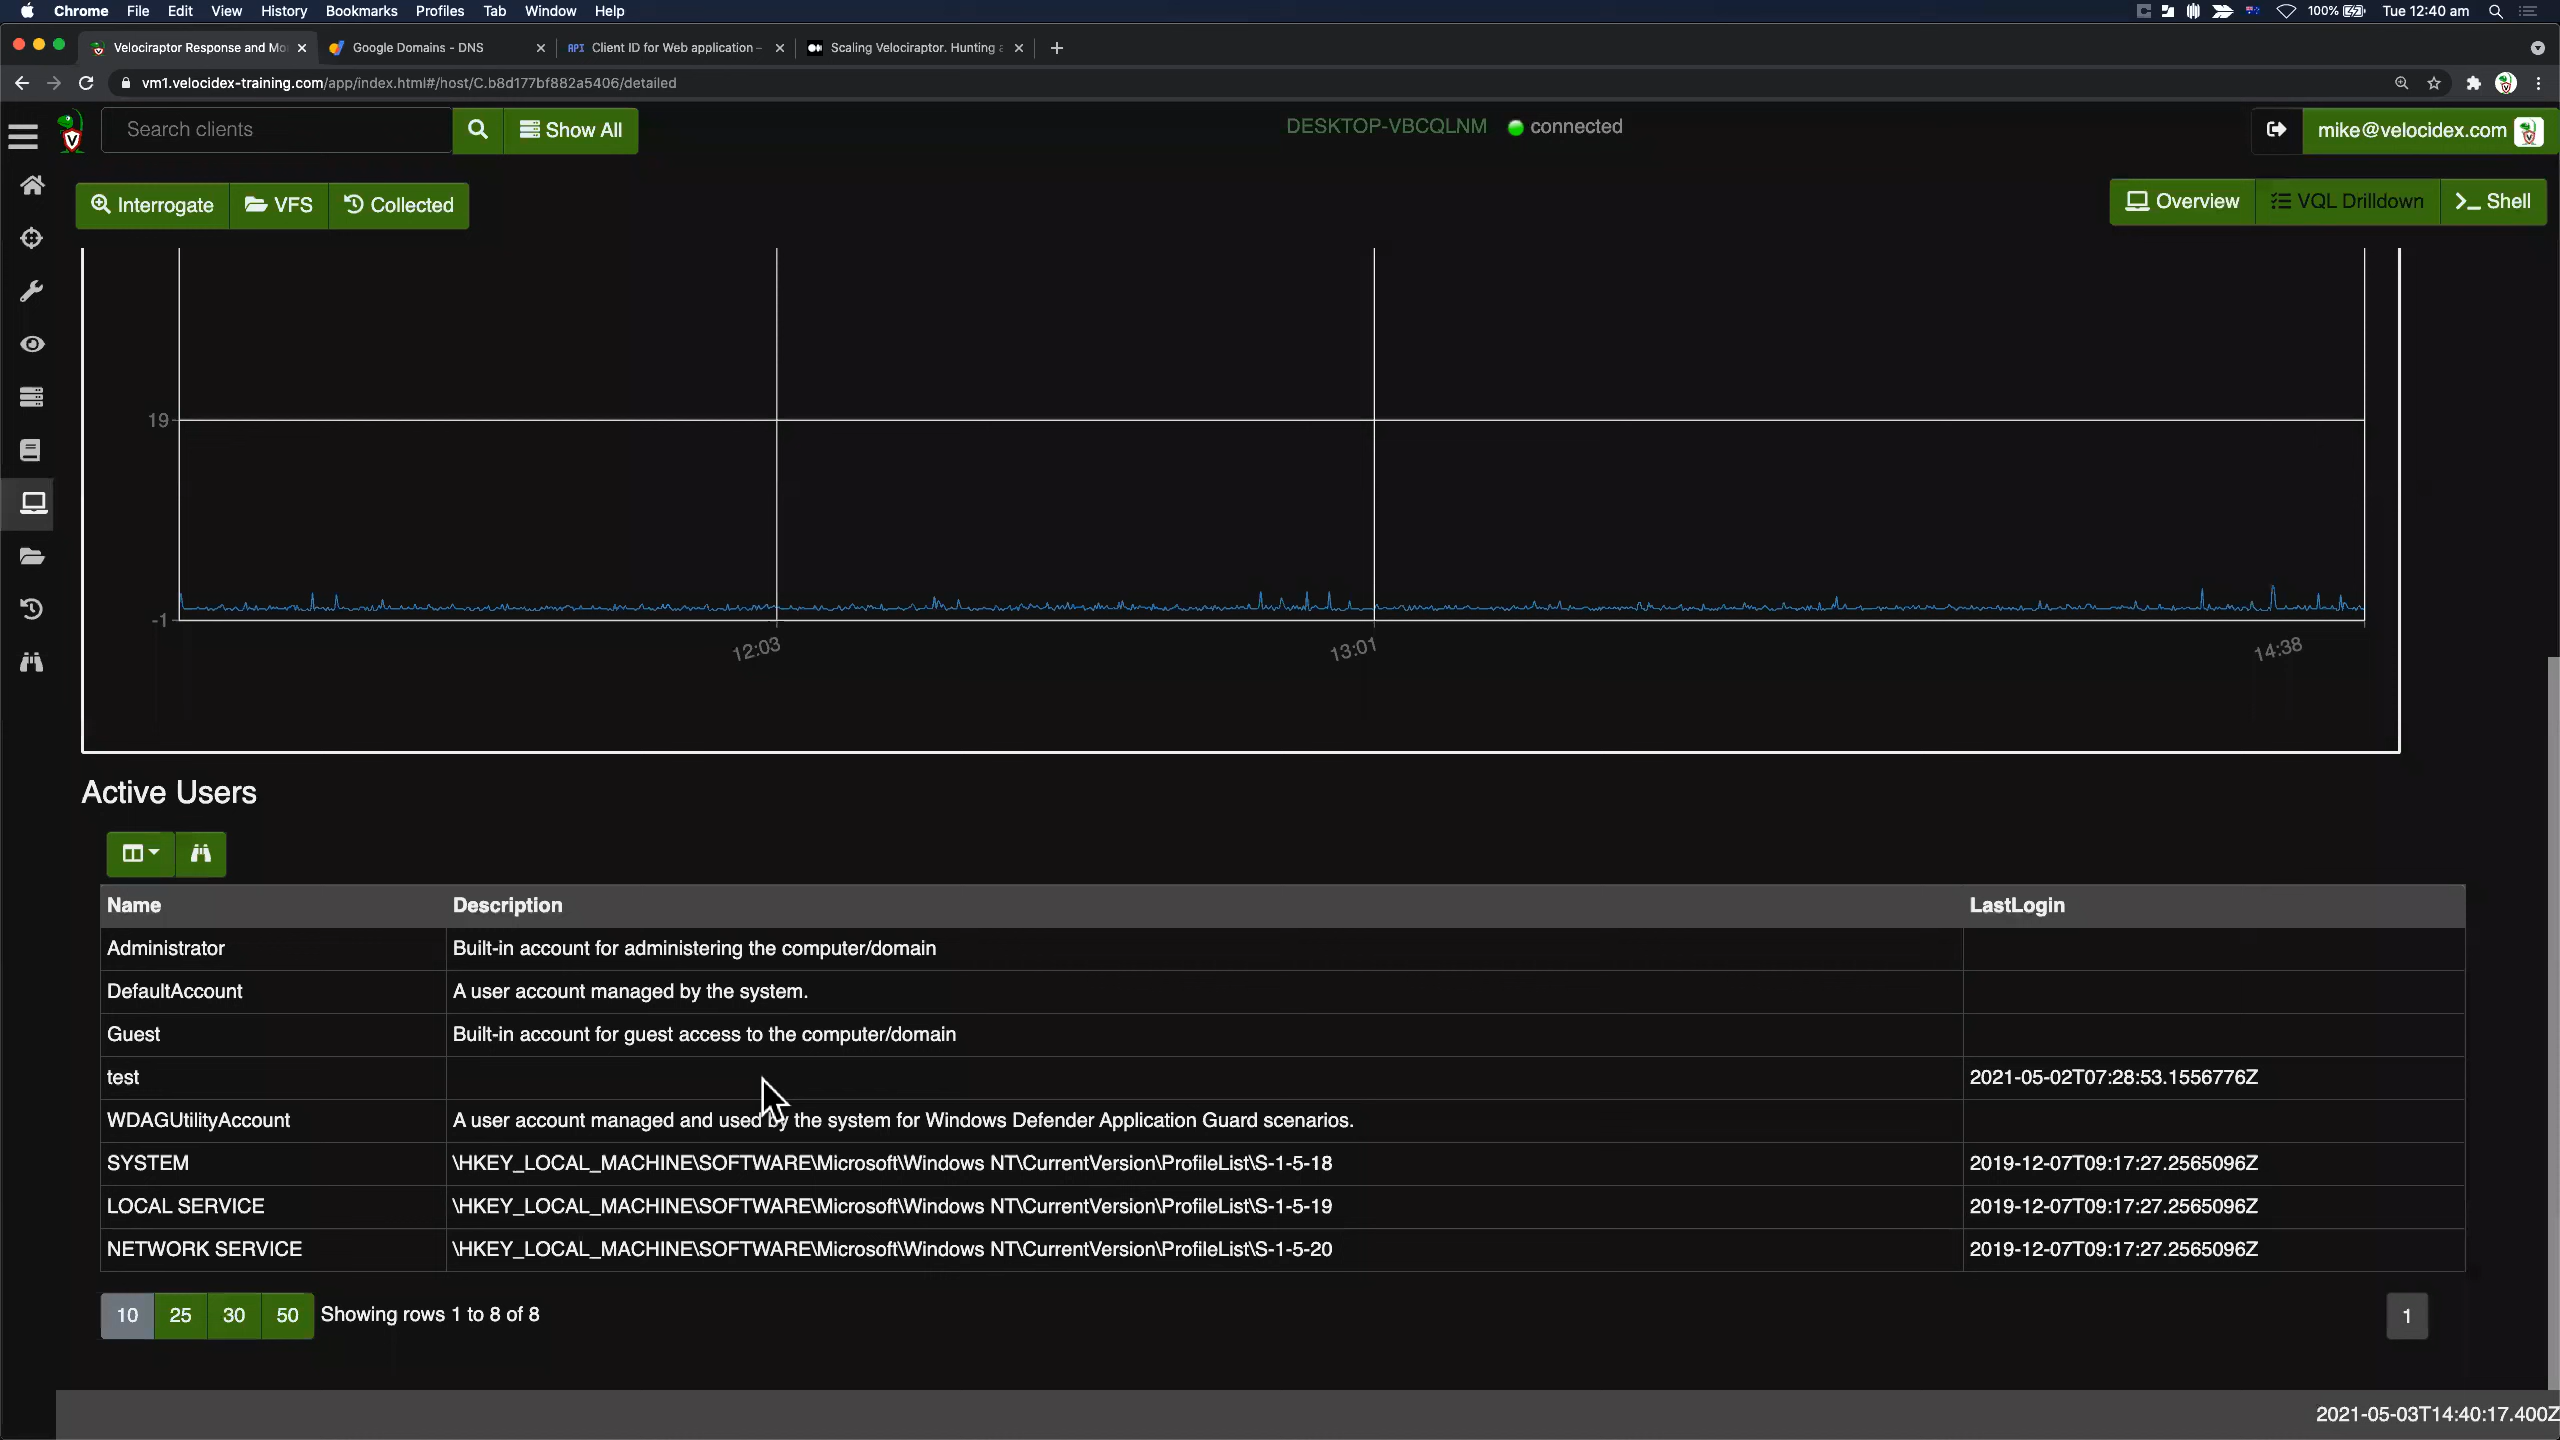 Chrome File Edit View History Bookmarks Profiles Tab Window Help 100% Tue 12:40 am
Velociraptor Response and Mo Google Domains - DNS API Client ID for Web application - Scaling Velociraptor. Hunting a
vm1.velocidex-training.com/app/index.html#/host/C.b8d177bf882a5406/detailed
Search clients Show All DESKTOP-VBCQLNM connected mike@velocidex.com
Interrogate VFS Collected Overview VQL Drilldown Shell
19
-1
12:03 13:01 14:38
Active Users
Name Description LastLogin
Administrator Built-in account for administering the computer/domain
DefaultAccount A user account managed by the system.
Guest Built-in account for guest access to the computer/domain
test 2021-05-02T07:28:53.1556776Z
WDAGUtilityAccount A user account managed and used by the system for Windows Defender Application Guard scenarios.
SYSTEM \HKEY_LOCAL_MACHINE\SOFTWARE\Microsoft\Windows NT\CurrentVersion\ProfileList\S-1-5-18 2019-12-07T09:17:27.2565096Z
LOCAL SERVICE \HKEY_LOCAL_MACHINE\SOFTWARE\Microsoft\Windows NT\CurrentVersion\ProfileList\S-1-5-19 2019-12-07T09:17:27.2565096Z
NETWORK SERVICE \HKEY_LOCAL_MACHINE\SOFTWARE\Microsoft\Windows NT\CurrentVersion\ProfileList\S-1-5-20 2019-12-07T09:17:27.2565096Z
10 25 30 50 Showing rows 1 to 8 of 8 1
2021-05-03T14:40:17.400Z